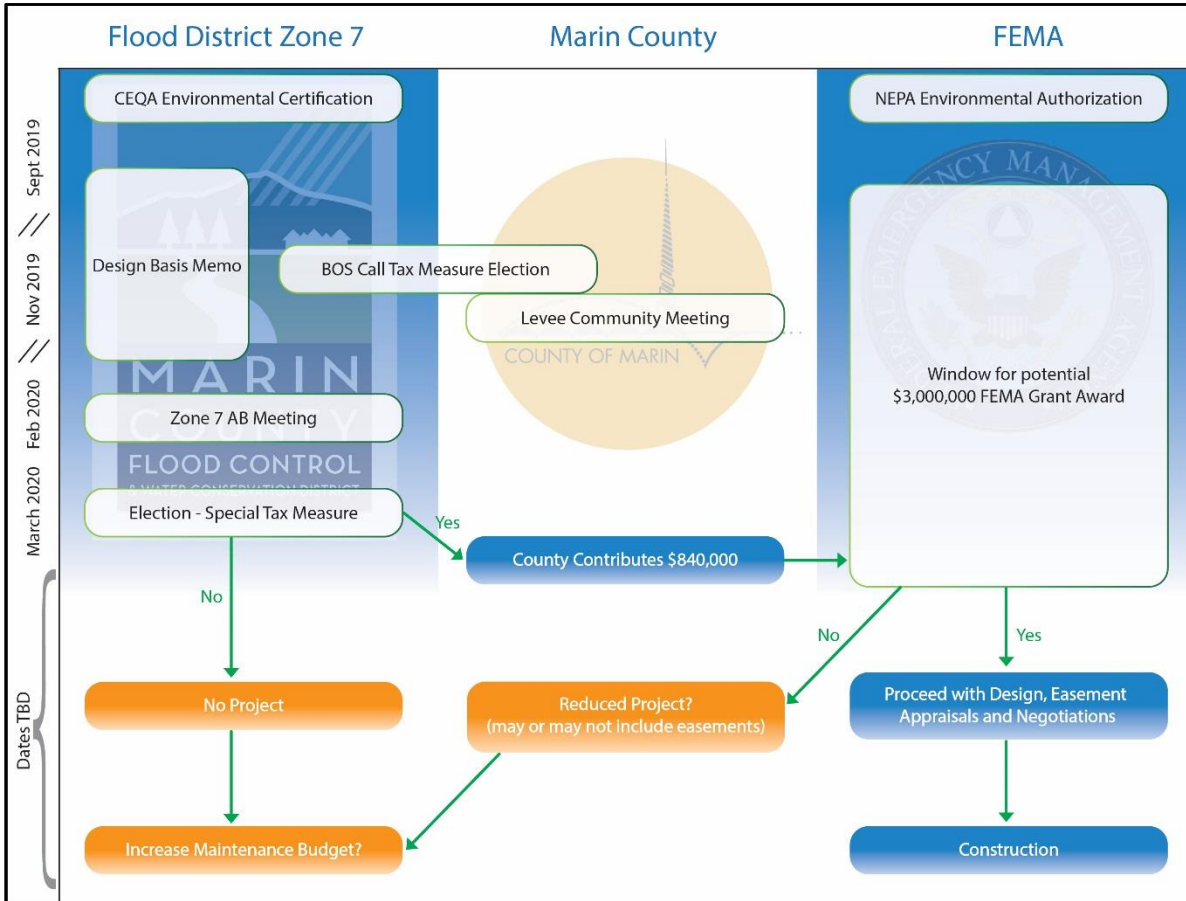 Flood District Zone 7
Marin County
FEMA
Sept 2019
//
Nov 2019
//
Feb 2020
March 2020
Dates TBD
CEQA Environmental Certification
NEPA Environmental Authorization
Design Basis Memo
BOS Call Tax Measure Election
Levee Community Meeting
COUNTY OF MARIN
Window for potential
$3,000,000 FEMA Grant Award
MARIN
COUNTY
Zone 7 AB Meeting
FLOOD CONTROL
& WATER CONSERVATION DISTRICT
Election - Special Tax Measure
Yes
County Contributes $840,000
No
No
Yes
No Project
Reduced Project?
(may or may not include easements)
Proceed with Design, Easement
Appraisals and Negotiations
Increase Maintenance Budget?
Construction